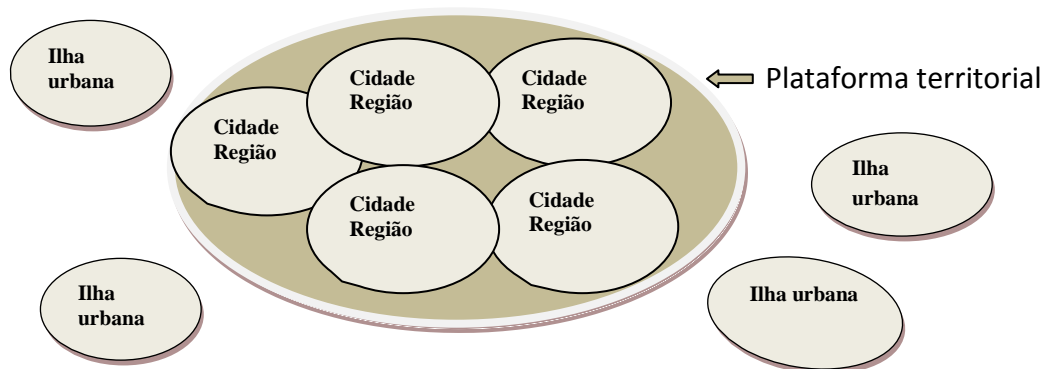 Ilha
urbana
Cidade
Região
Cidade
Região
Plataforma territorial
Cidade
Região
Ilha
urbana
Cidade
Região
Cidade
Região
Ilha
urbana
Ilha urbana